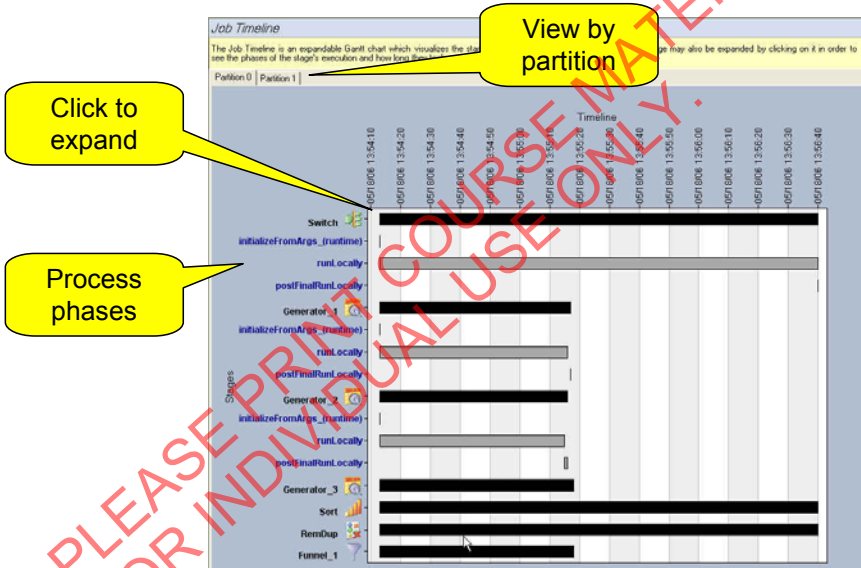 Job Timeline
The Job Timeline is an expandable Gantt chart which visualizes the ge may also be expanded by clicking on it in order to
see the phases of the stage's execution and how long they
Partition 0 Partition 1
View by
partition
Click to
expand
Process
phases
Timeline
05/18/06 13:54:10
05/18/06 13:54:20
05/18/06 13:54:30
05/18/06 13:54:40
05/18/06 13:54:50
05/18/06 13:55:00
05/18/06 13:55:10
05/18/06 13:55:20
05/18/06 13:55:30
05/18/06 13:55:40
05/18/06 13:55:50
05/18/06 13:56:00
05/18/06 13:56:10
05/18/06 13:56:20
05/18/06 13:56:30
05/18/06 13:56:40
Stages
Switch
initializeFromArgs_(runtime)
runLocally
postFinalRunLocally
Generator_1
initializeFromArgs_(runtime)
runLocally
postFinalRunLocally
Generator_2
initializeFromArgs_(runtime)
runLocally
postFinalRunLocally
Generator_3
Sort
RemDup
Funnel_1
PLEASE PRINT COURSE MATER
FOR INDIVIDUAL USE ONLY.